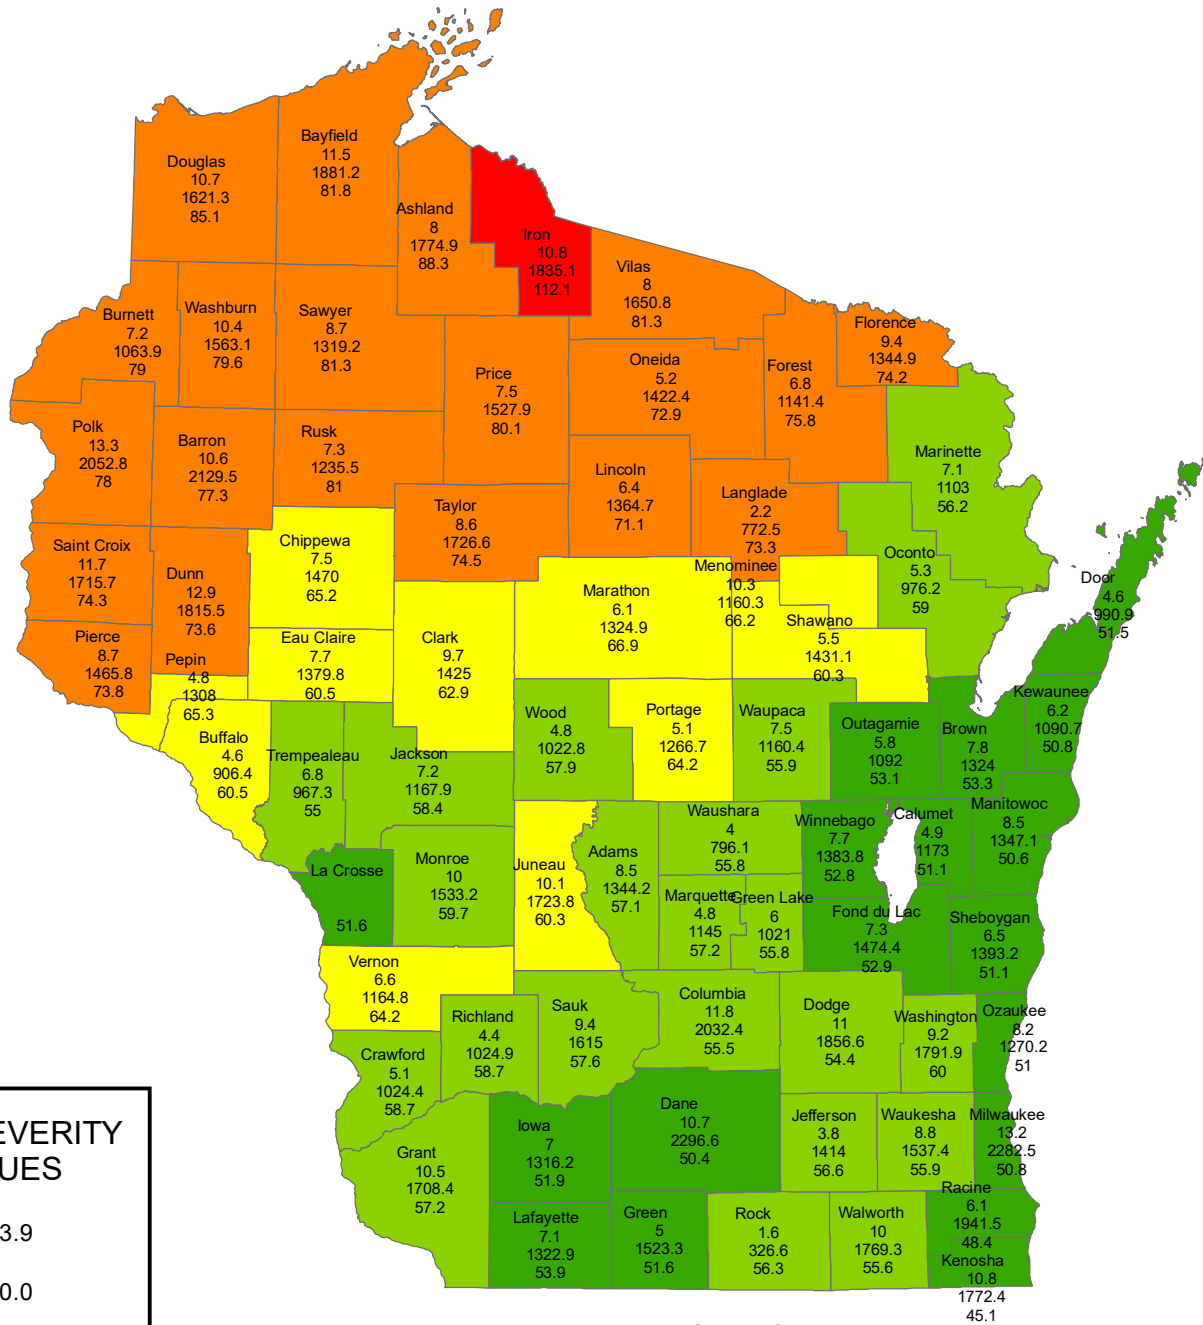 Bayfield
11.5
1881.2
81.8
Douglas
10.7
1621.3
85.1
Ashland
8
1774.9
88.3
Iron
10.8
1835.1
112.1
Vilas
8
1650.8
81.3
Burnett
7.2
1063.9
79
Washburn
10.4
1563.1
79.6
Sawyer
8.7
1319.2
81.3
Florence
9.4
1344.9
74.2
Price
7.5
1527.9
80.1
Oneida
5.2
1422.4
72.9
Forest
6.8
1141.4
75.8
Polk
13.3
2052.8
78
Barron
10.6
2129.5
77.3
Rusk
7.3
1235.5
81
Marinette
7.1
1103
56.2
Lincoln
6.4
1364.7
71.1
Langlade
2.2
772.5
73.3
Taylor
8.6
1726.6
74.5
Saint Croix
11.7
1715.7
74.3
Dunn
12.9
1815.5
73.6
Chippewa
7.5
1470
65.2
Oconto
5.3
976.2
59
Door
4.6
990.9
51.5
Menominee
10.3
1160.3
66.2
Marathon
6.1
1324.9
66.9
Shawano
5.5
1431.1
60.3
Pierce
8.7
1465.8
73.8
Pepin
4.8
1308
65.3
Eau Claire
7.7
1379.8
60.5
Clark
9.7
1425
62.9
Kewaunee
6.2
1090.7
50.8
Buffalo
4.6
906.4
60.5
Trempealeau
6.8
967.3
55
Jackson
7.2
1167.9
58.4
Wood
4.8
1022.8
57.9
Portage
5.1
1266.7
64.2
Waupaca
7.5
1160.4
55.9
Outagamie
5.8
1092
53.1
Brown
7.8
1324
53.3
Manitowoc
8.5
1347.1
50.6
Calumet
4.9
1173
51.1
Winnebago
7.7
1383.8
52.8
Waushara
4
796.1
55.8
La Crosse
51.6
Monroe
10
1533.2
59.7
Juneau
10.1
1723.8
60.3
Adams
8.5
1344.2
57.1
Marquette
4.8
1145
57.2
Green Lake
6
1021
55.8
Fond du Lac
7.3
1474.4
52.9
Sheboygan
6.5
1393.2
51.1
Vernon
6.6
1164.8
64.2
Richland
4.4
1024.9
58.7
Sauk
9.4
1615
57.6
Columbia
11.8
2032.4
55.5
Dodge
11
1856.6
54.4
Washington
9.2
1791.9
60
Ozaukee
8.2
1270.2
51
Crawford
5.1
1024.4
58.7
Grant
10.5
1708.4
57.2
Iowa
7
1316.2
51.9
Dane
10.7
2296.6
50.4
Jefferson
3.8
1414
56.6
Waukesha
8.8
1537.4
55.9
Milwaukee
13.2
2282.5
50.8
Lafayette
7.1
1322.9
53.9
Green
5
1523.3
51.6
Rock
1.6
326.6
56.3
Walworth
10
1769.3
55.6
Racine
6.1
1941.5
48.4
Kenosha
10.8
1772.4
45.1
EVERITY
UES
3.9
0.0